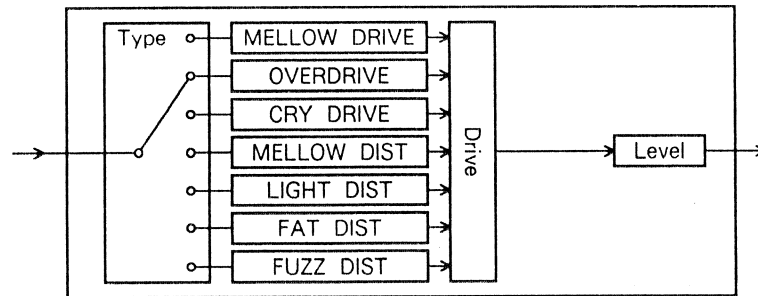 Type
MELLOW DRIVE
OVERDRIVE
CRY DRIVE
MELLOW DIST
LIGHT DIST
FAT DIST
FUZZ DIST
Drive
Level